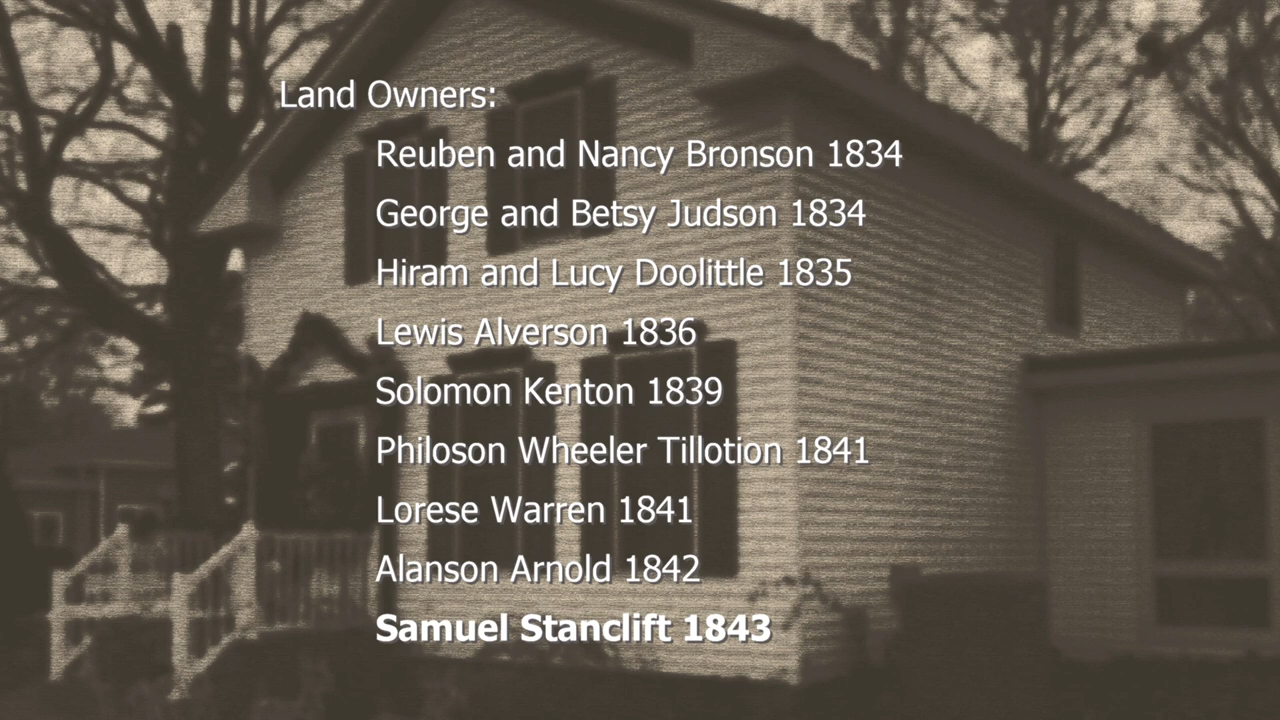 Land Owners:
Reuben and Nancy Bronson 1834
George and Betsy Judson 1834
Hiram and Lucy Doolittle 1835
Lewis Alverson 1836
Solomon Kenton 1839
Philoson Wheeler Tillotion 1841
Lorese Warren 1841
Alanson Arnold 1842
Samuel Stanclift 1843